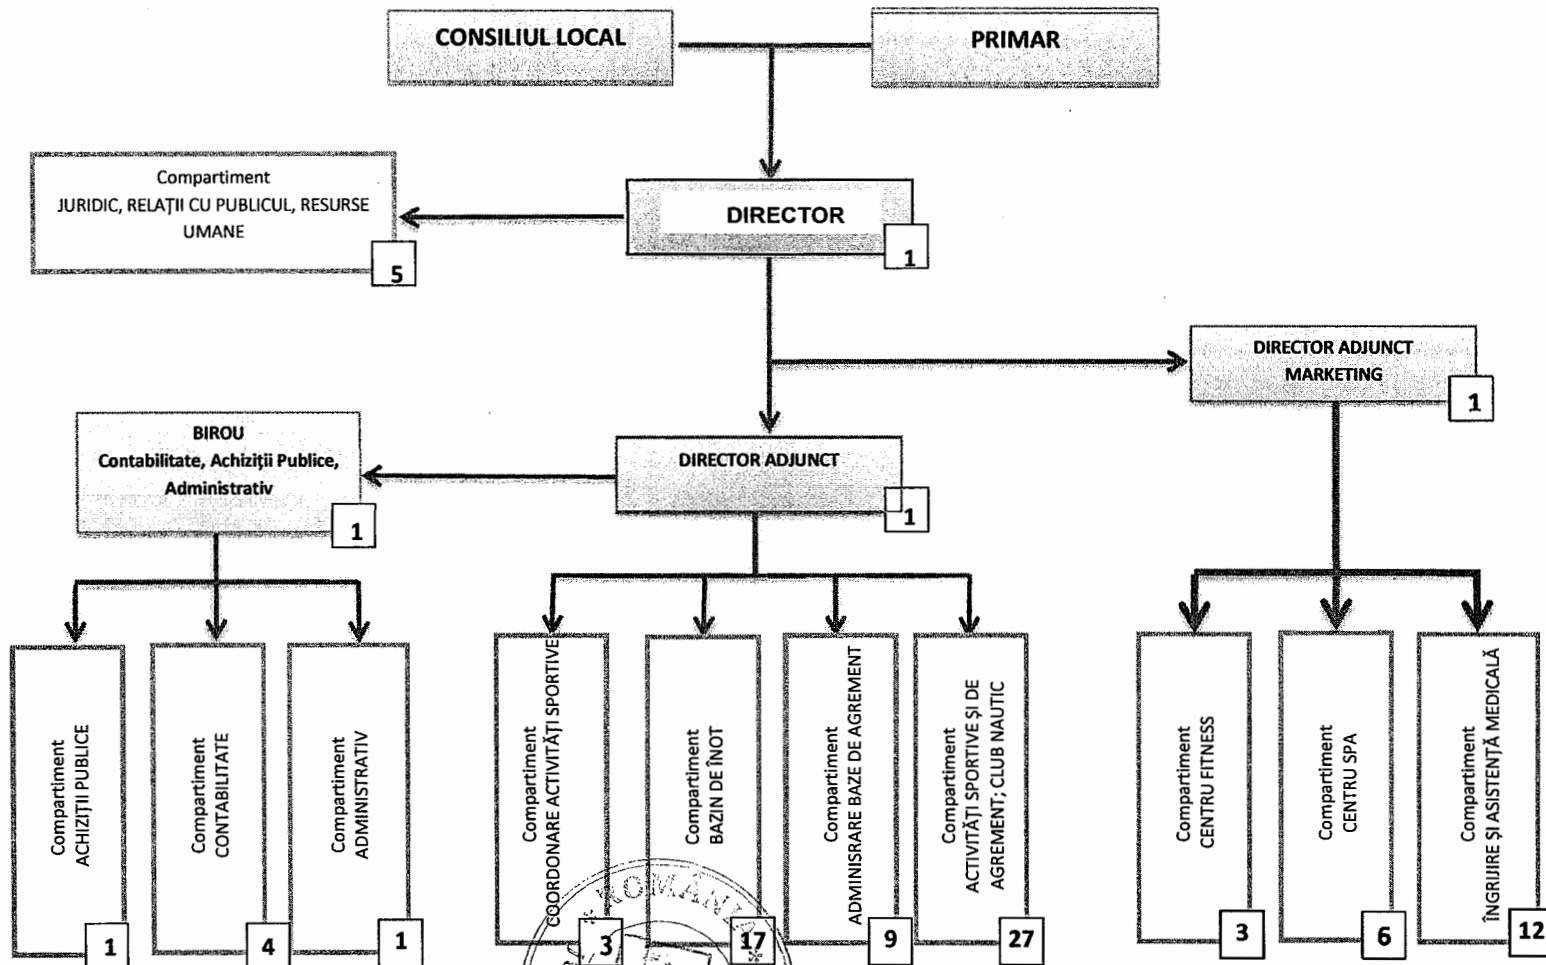 CONSILIUL LOCAL
PRIMAR
Compartiment
JURIDIC, RELAȚII CU PUBLICUL, RESURSE
UMANE
5
DIRECTOR
1
DIRECTOR ADJUNCT
MARKETING
1
BIROU
Contabilitate, Achiziții Publice,
Administrativ
1
DIRECTOR ADJUNCT
1
Compartiment
ACHIZIȚII PUBLICE
1
Compartiment
CONTABILITATE
4
Compartiment
ADMINISTRATIV
1
Compartiment
COORDONARE ACTIVITĂȚI SPORTIVE
3
Compartiment
BAZIN DE ÎNOT
17
Compartiment
ADMINISRARE BAZE DE AGREMENT
9
Compartiment
ACTIVITĂȚI SPORTIVE ȘI DE
AGREMENT; CLUB NAUTIC
27
Compartiment
CENTRU FITNESS
3
Compartiment
CENTRU SPA
6
Compartiment
ÎNGRIJIRE ȘI ASISTENȚĂ MEDICALĂ
12
* ROMÂNIA *